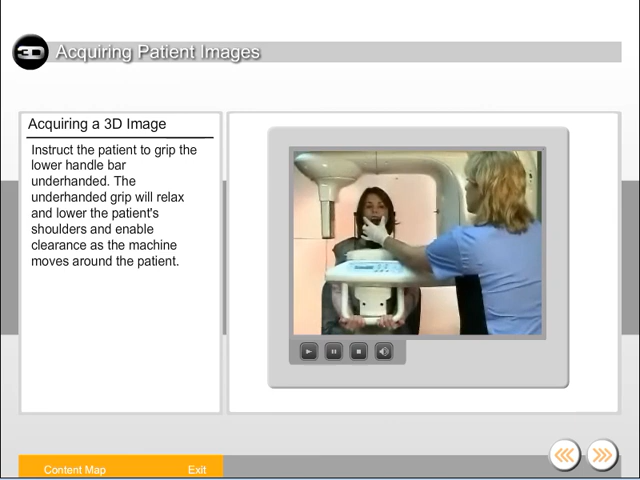 3D Acquiring Patient Images
Acquiring a 3D Image
Instruct the patient to grip the
lower handle bar
underhanded. The
underhanded grip will relax
and lower the patient's
shoulders and enable
clearance as the machine
moves around the patient.
Content Map Exit